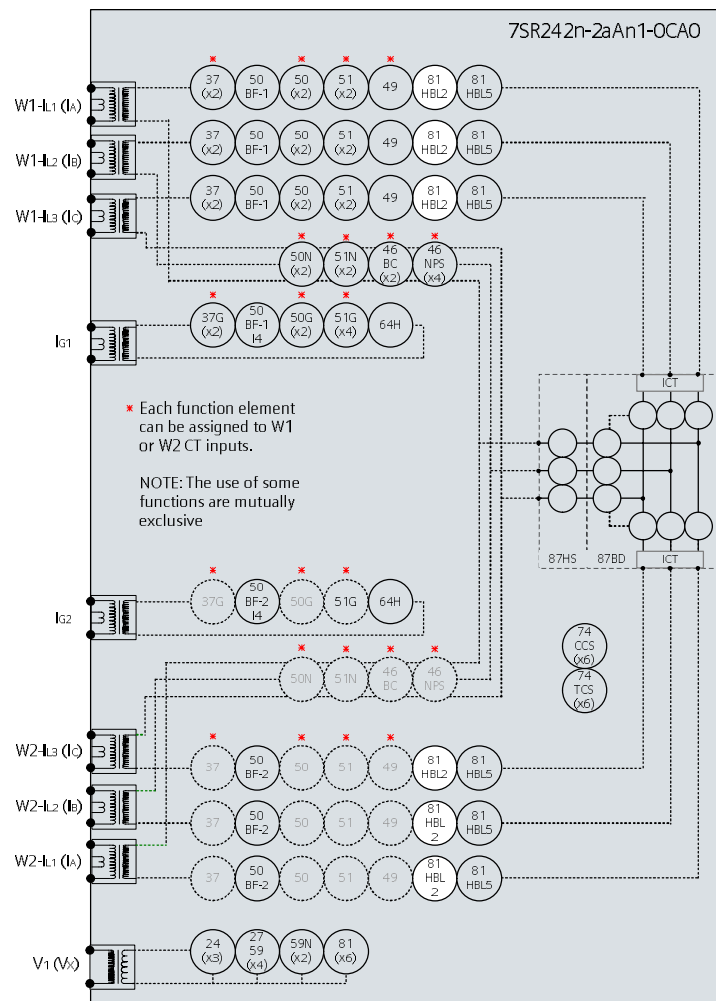 7SR242n-2aAn1-0CA0
* * * *
W1-IL1 (IA)
37 (x2) 50 BF-1 50 (x2) 51 (x2) 49 81 HBL2 81 HBL5
W1-IL2 (IB)
37 (x2) 50 BF-1 50 (x2) 51 (x2) 49 81 HBL2 81 HBL5
W1-IL3 (IC)
37 (x2) 50 BF-1 50 (x2) 51 (x2) 49 81 HBL2 81 HBL5
* * * *
50N (x2) 51N (x2) 46 BC (x2) 46 NPS (x4)
* * *
IG1
37G (x2) 50 BF-1 I4 50G (x2) 51G (x4) 64H
ICT
* Each function element
can be assigned to W1
or W2 CT inputs.
NOTE: The use of some
functions are mutually
exclusive
87HS 87BD ICT
* * *
IG2
37G 50 BF-2 I4 50G 51G 64H
74 CCS (x6)
74 TCS (x6)
* * * *
50N 51N 46 BC 46 NPS
* * * *
W2-IL3 (IC)
37 50 BF-2 50 51 49 81 HBL2 81 HBL5
W2-IL2 (IB)
37 50 BF-2 50 51 49 81 HBL 2 81 HBL5
W2-IL1 (IA)
37 50 BF-2 50 51 49 81 HBL 2 81 HBL5
V1 (VX)
24 (x3) 27 59 (x4) 59N (x2) 81 (x6)